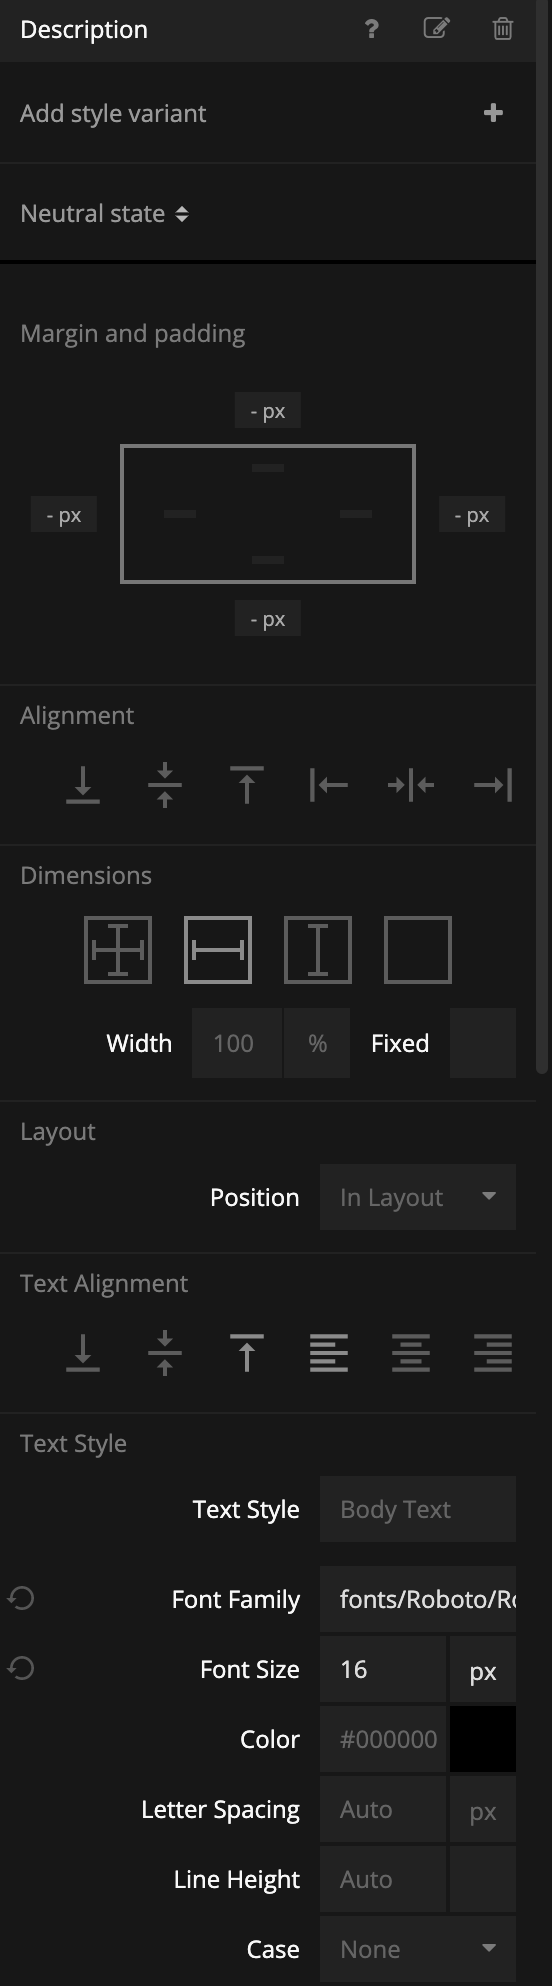 Description ?
Add style variant
Neutral state
Margin and padding
- px
- px - px
- px
Alignment
Dimensions
Width 100 % Fixed
Layout
Position In Layout
Text Alignment
Text Style
Text Style Body Text
Font Family fonts/Roboto/Ro
Font Size 16 px
Color #000000
Letter Spacing Auto px
Line Height Auto
Case None